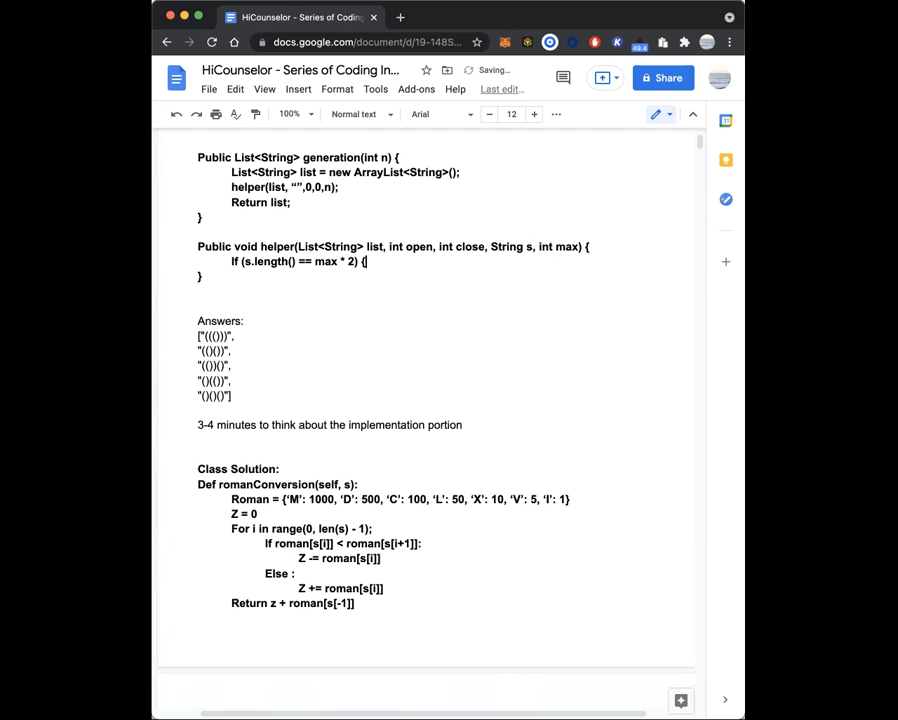 HiCounselor - Series of Coding
docs.google.com/document/d/19-148S...
49.4
HiCounselor - Series of Coding In...
Saving...
Share
File Edit View Insert Format Tools Add-ons Help Last edit...
100% Normal text Arial 12
31
Public List<String> generation(int n) {
List<String> list = new ArrayList<String>();
helper(list, “”,0,0,n);
Return list;
}
Public void helper(List<String> list, int open, int close, String s, int max) {
If (s.length() == max * 2) {
}
Answers:
["((()))",
"(()())",
"(())()",
"()(())",
"()()()"]
3-4 minutes to think about the implementation portion
Class Solution:
Def romanConversion(self, s):
Roman = {‘M’: 1000, ‘D’: 500, ‘C’: 100, ‘L’: 50, ‘X’: 10, ‘V’: 5, ‘I’: 1}
Z = 0
For i in range(0, len(s) - 1);
If roman[s[i]] < roman[s[i+1]]:
Z -= roman[s[i]]
Else :
Z += roman[s[i]]
Return z + roman[s[-1]]